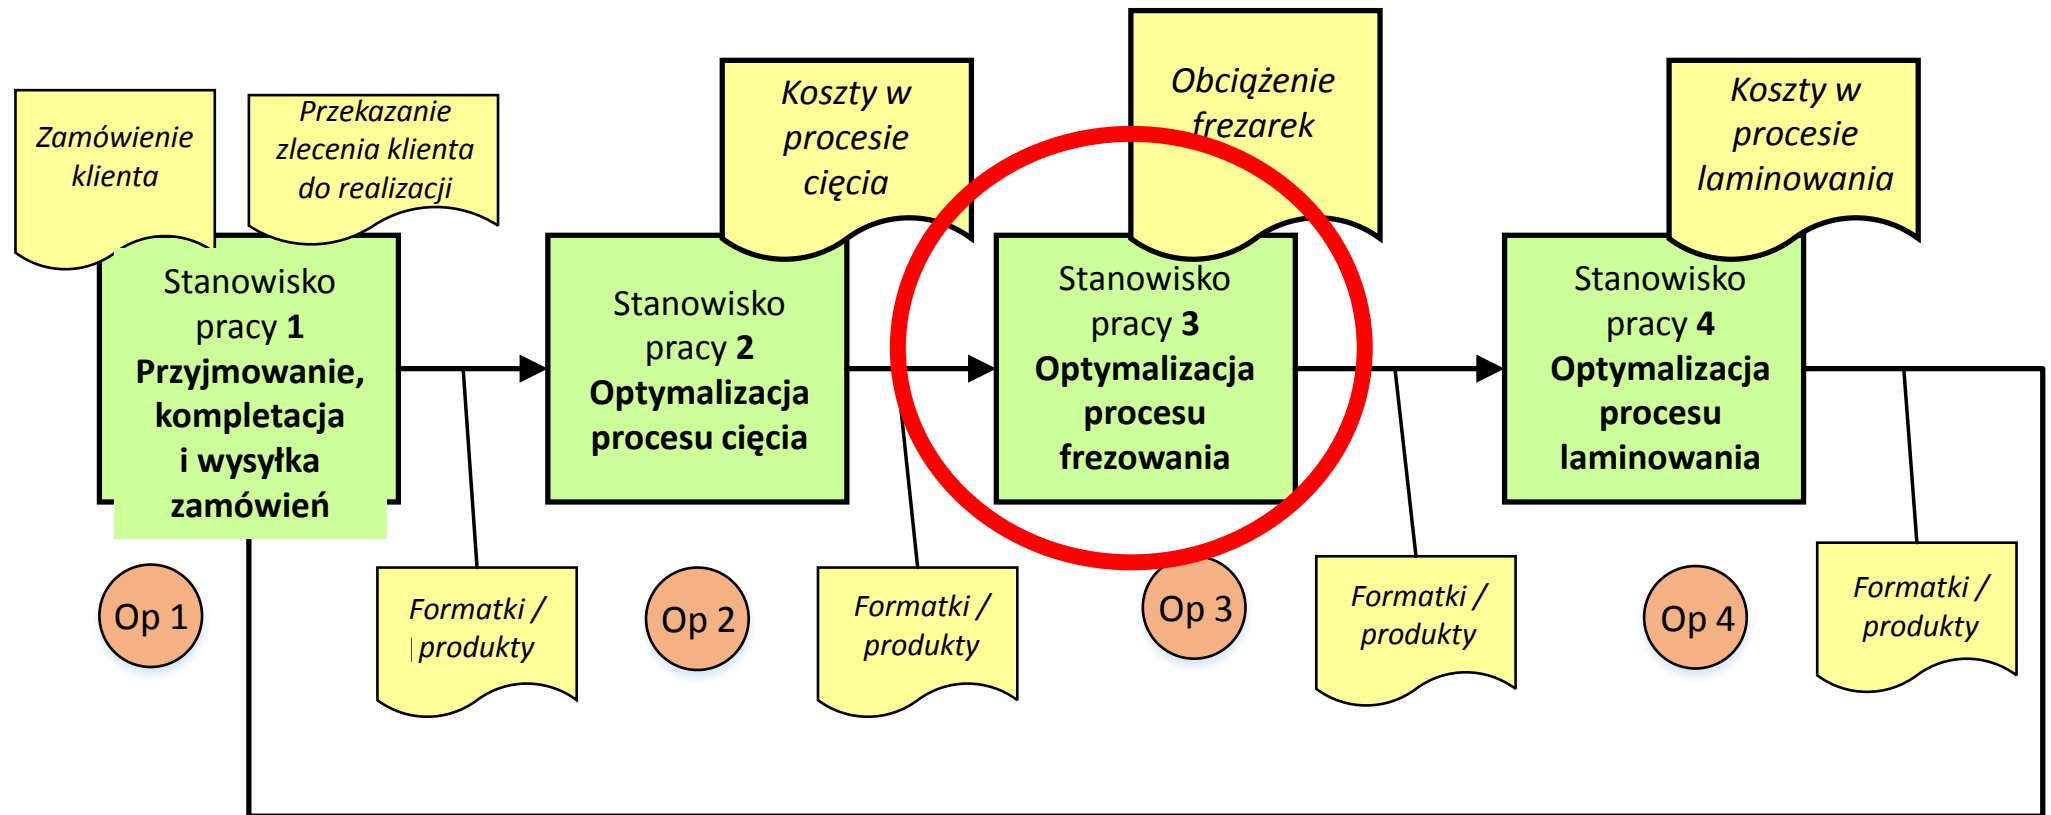 Zamówienie
klienta
Przekazanie
zlecenia klienta
do realizacji
Koszty w
procesie
cięcia
Obciążenie
frezarek
Koszty w
procesie
laminowania
Stanowisko
pracy 1
Przyjmowanie,
kompletacja
i wysyłka
zamówień
Stanowisko
pracy 2
Optymalizacja
procesu cięcia
Stanowisko
pracy 3
Optymalizacja
procesu
frezowania
Stanowisko
pracy 4
Optymalizacja
procesu
laminowania
Op 1
Formatki /
produkty
Op 2
Formatki /
produkty
Op 3
Formatki /
produkty
Op 4
Formatki /
produkty